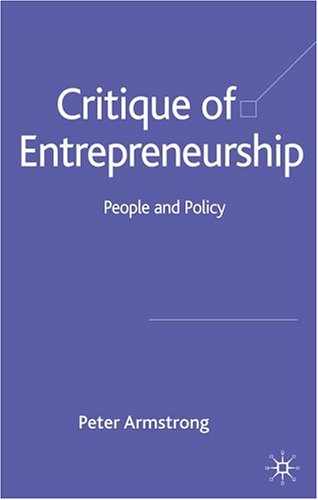 Critique of
Entrepreneurship
People and Policy
Peter Armstrong